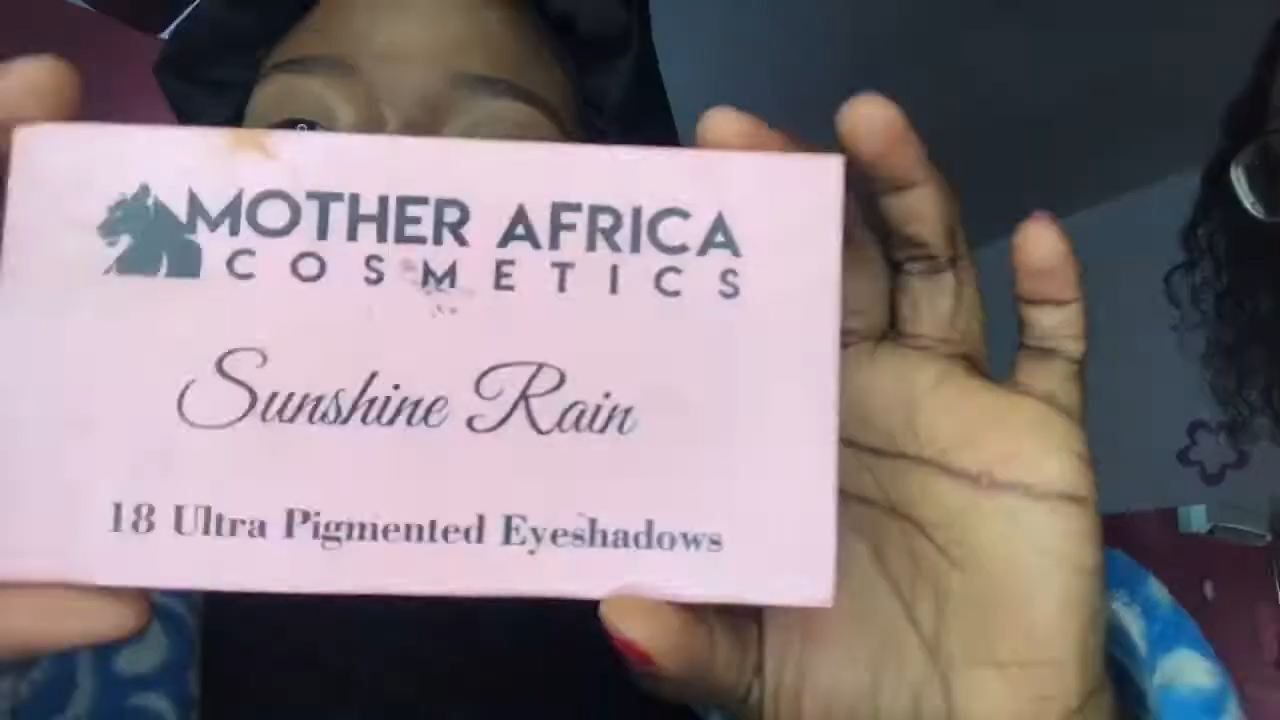 MOTHER AFRICA
COSMETICS
Sunshine Rain
18 Ultra Pigmented Eyeshadows